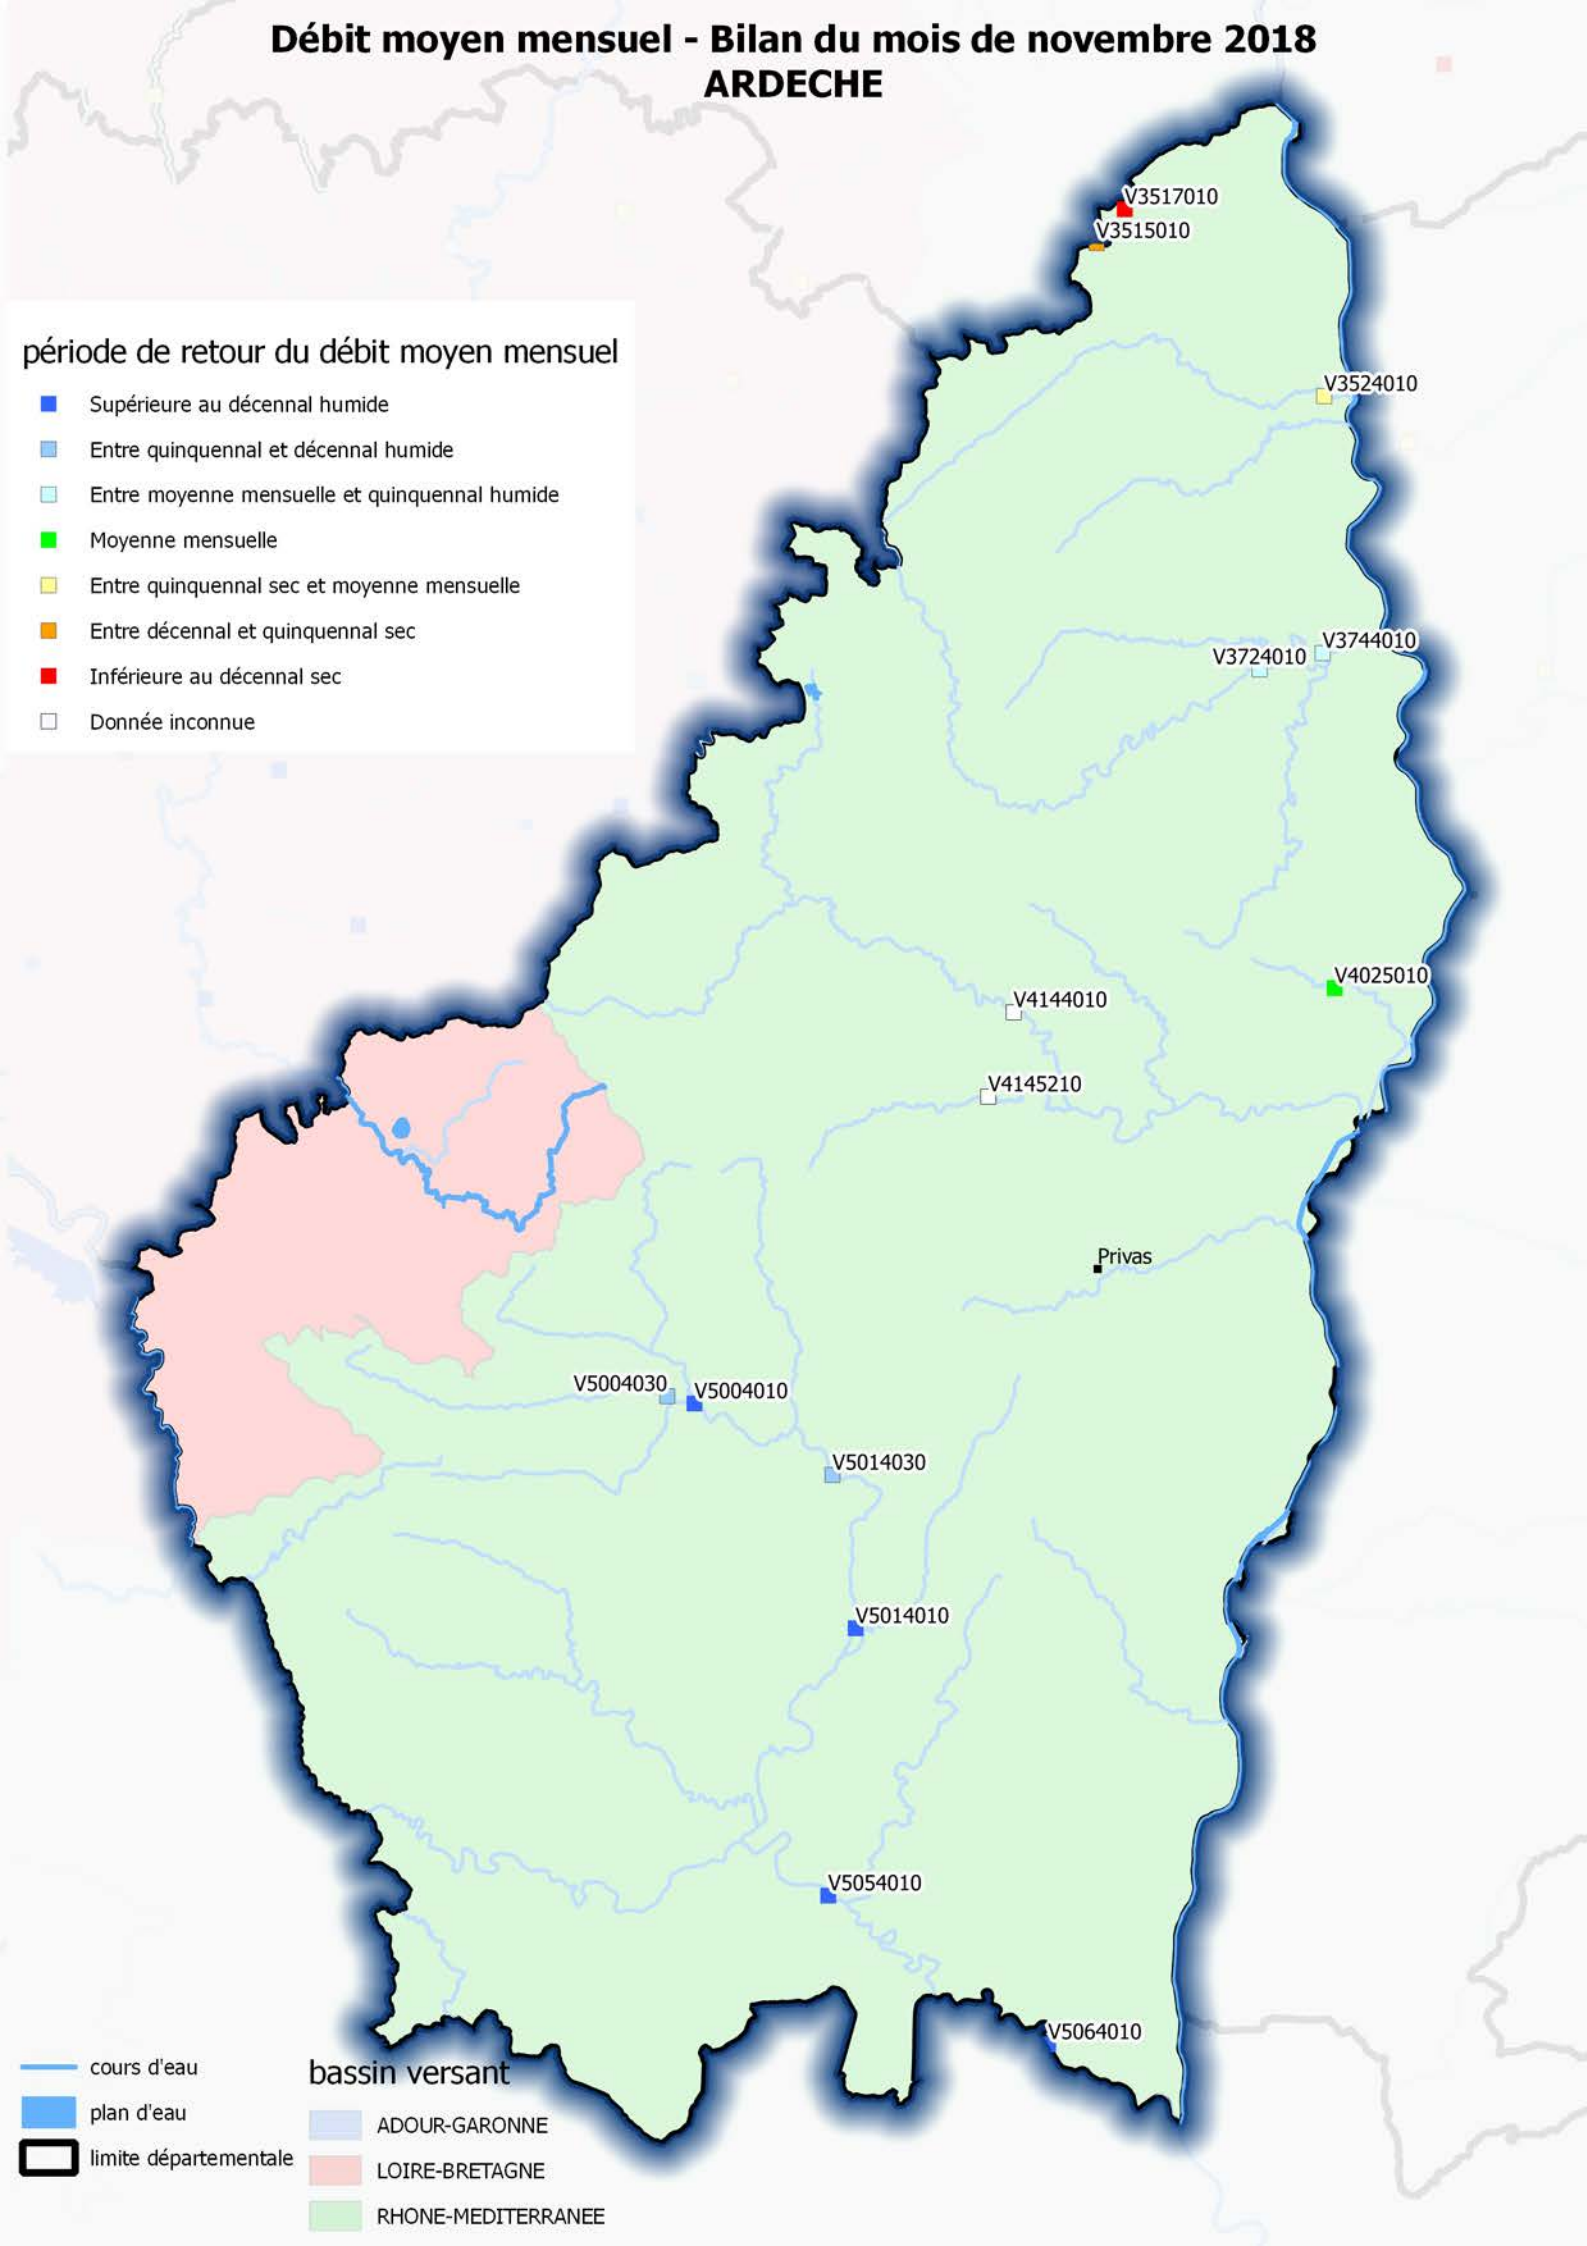 Débit moyen mensuel - Bilan du mois de novembre 2018
ARDECHE
V3517010
V3515010
période de retour du débit moyen mensuel
Supérieure au décennal humide
Entre quinquennal et décennal humide
Entre moyenne mensuelle et quinquennal humide
Moyenne mensuelle
Entre quinquennal sec et moyenne mensuelle
Entre décennal et quinquennal sec
Inférieure au décennal sec
Donnée inconnue
V3524010
V3744010
V3724010
V4025010
V4144010
V4145210
Privas
V5004030
V5004010
V5014030
V5014010
V5054010
V5064010
cours d'eau
plan d'eau
limite départementale
bassin versant
ADOUR-GARONNE
LOIRE-BRETAGNE
RHONE-MEDITERRANEE